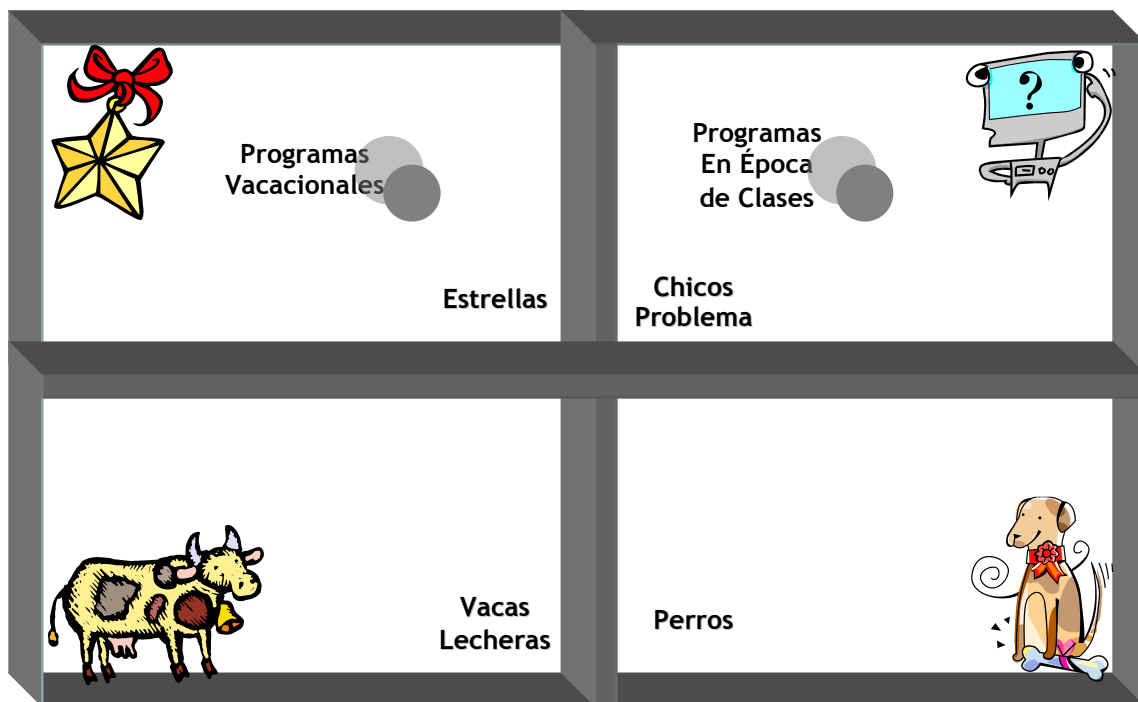 Programas
Vacacionales
Estrellas
?
Programas
En Época
de Clases
Chicos
Problema
Vacas
Lecheras
Perros